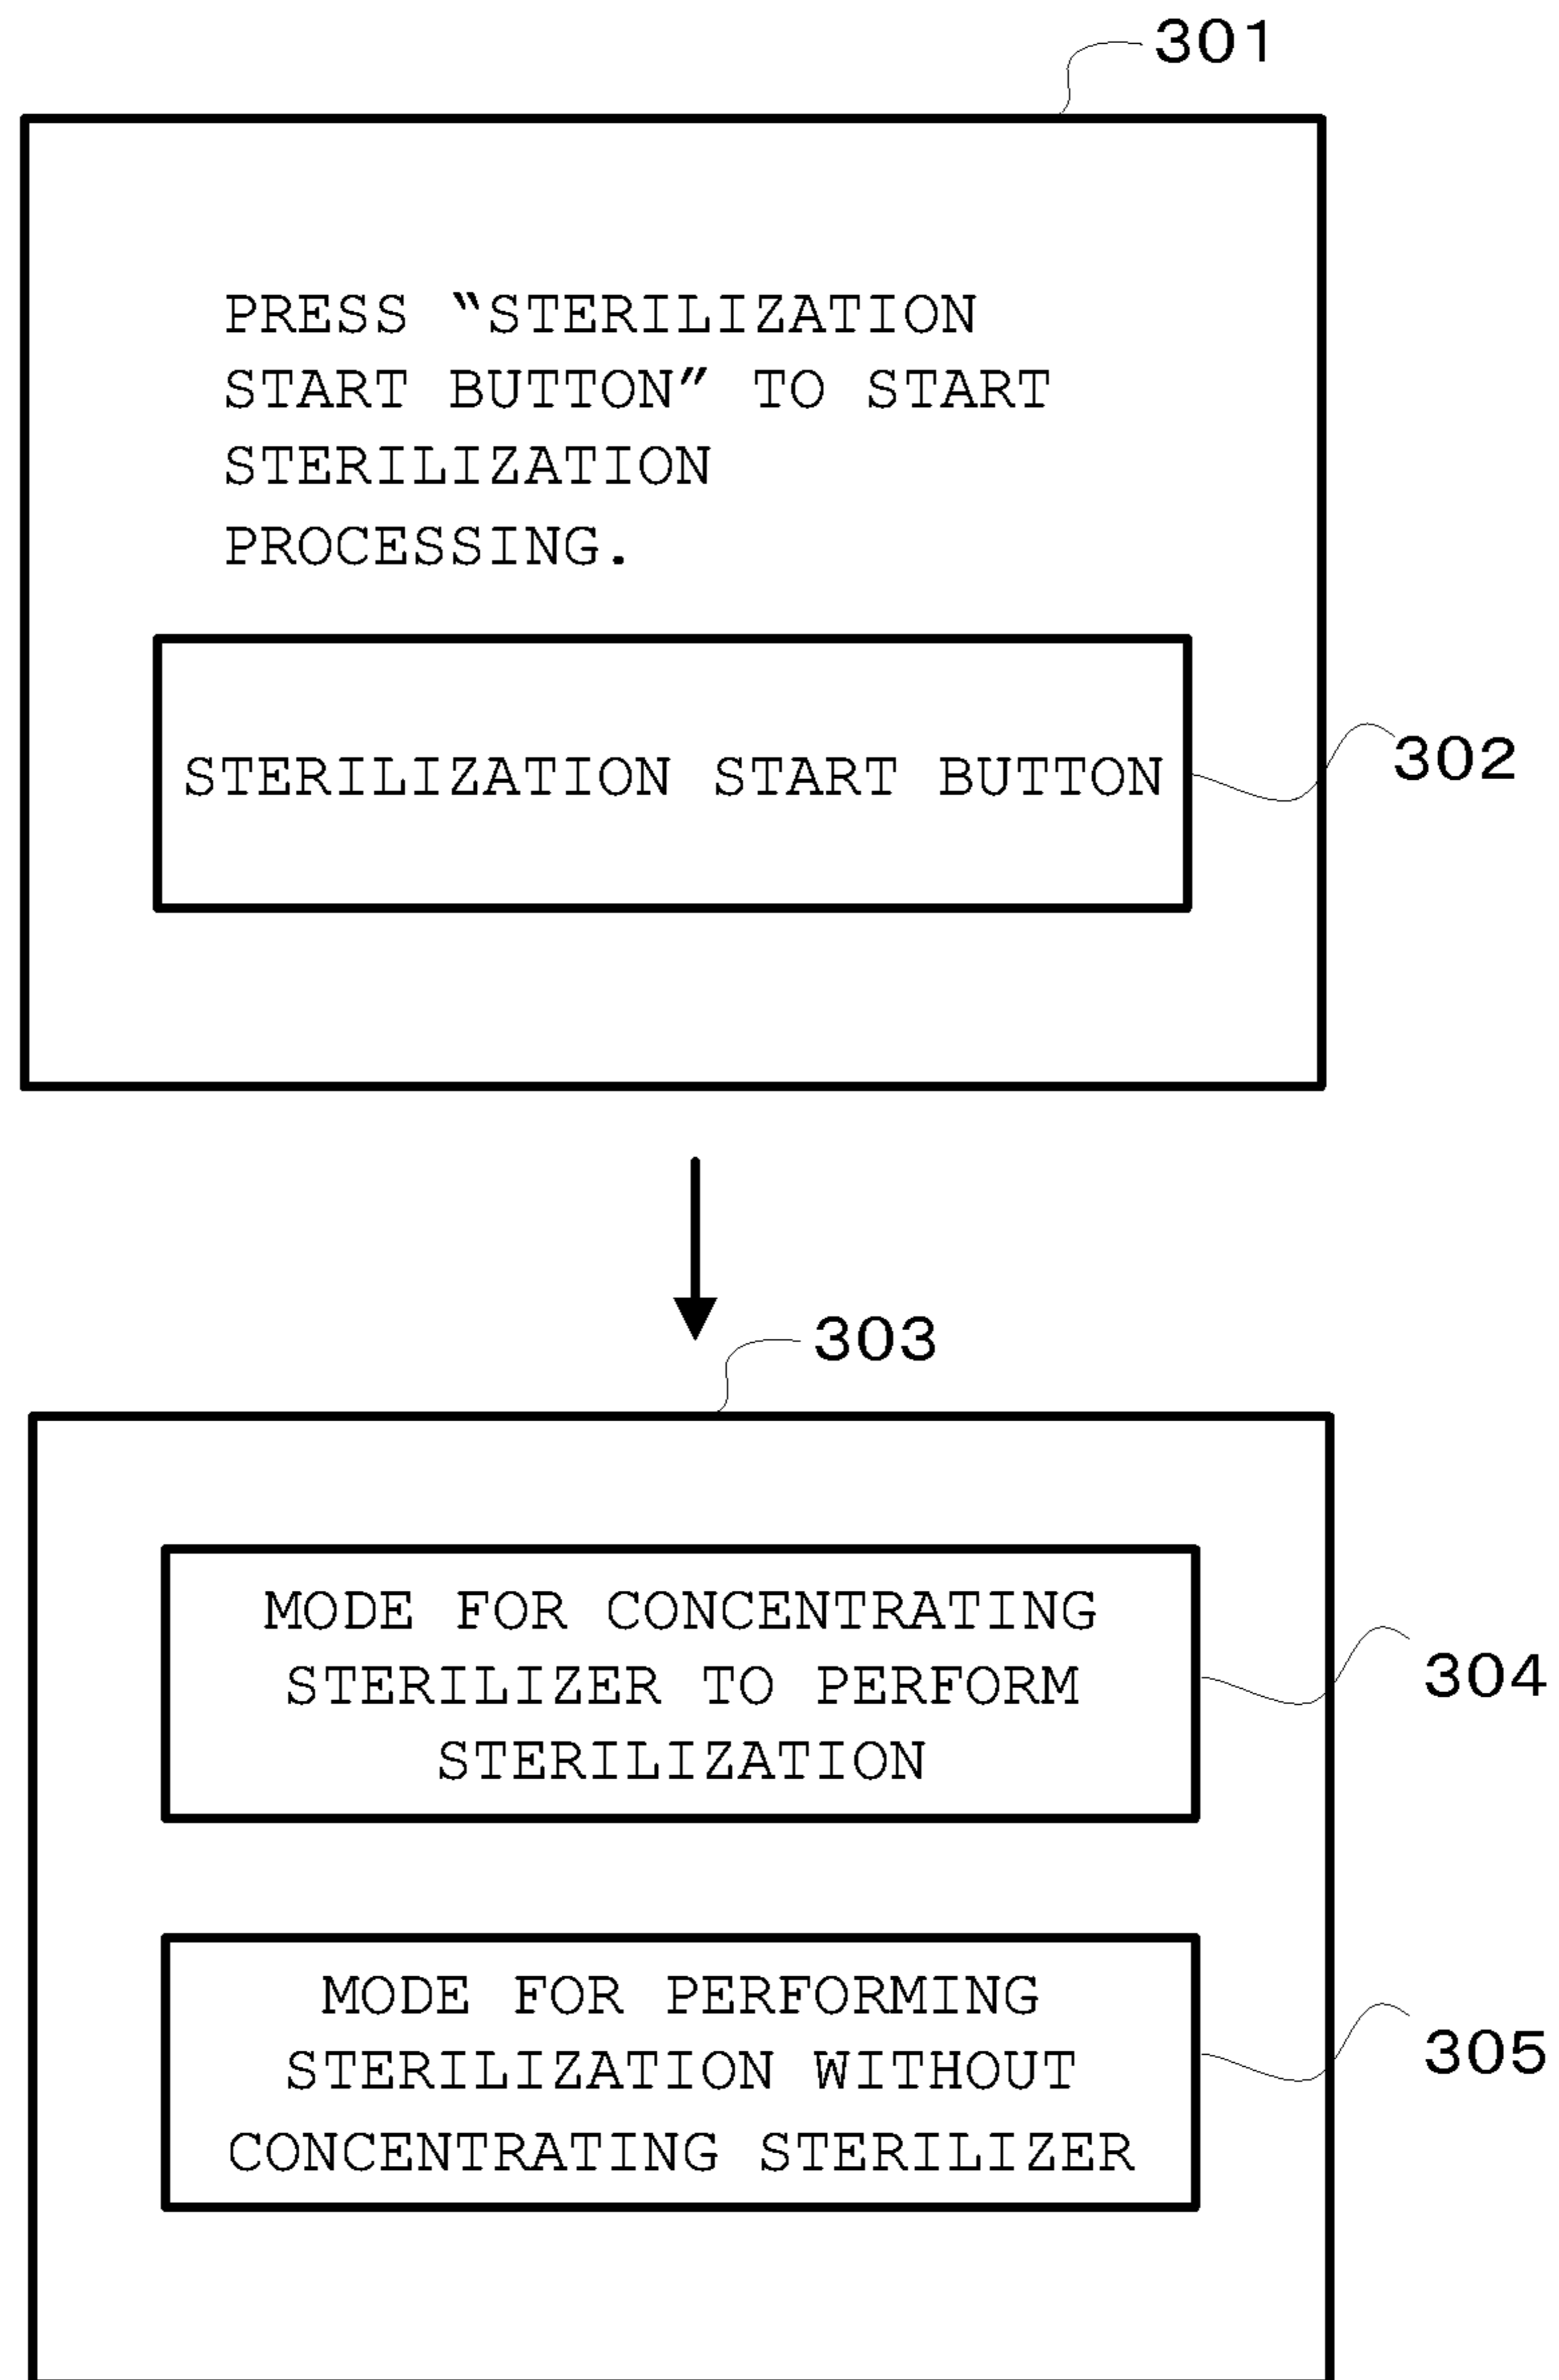 301
PRESS “STERILIZATION
START BUTTON” TO START
STERILIZATION
PROCESSING.
STERILIZATION START BUTTON
302
303
MODE FOR CONCENTRATING
STERILIZER TO PERFORM
STERILIZATION
304
MODE FOR PERFORMING
STERILIZATION WITHOUT
CONCENTRATING STERILIZER
305